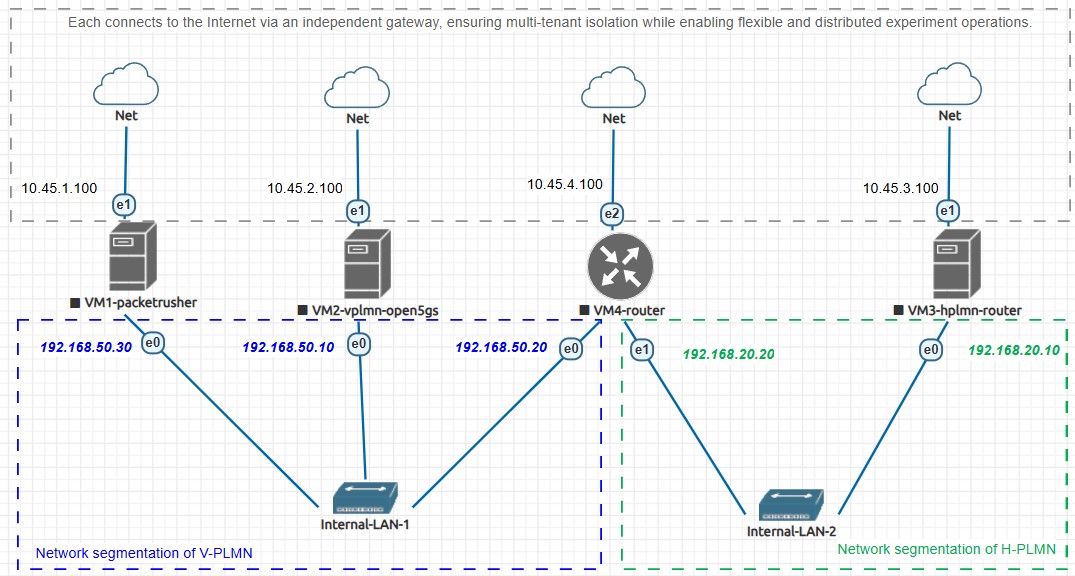 Each connects to the Internet via an independent gateway, ensuring multi-tenant isolation while enabling flexible and distributed experiment operations.
Net
Net
Net
Net
10.45.1.100
10.45.2.100
10.45.4.100
10.45.3.100
e1
e1
e2
e1
VM1-packetrusher
VM2-vplmn-open5gs
VM4-router
VM3-hplmn-router
192.168.50.30
e0
192.168.50.10
e0
192.168.50.20
e0
e1
192.168.20.20
e0
192.168.20.10
Internal-LAN-1
Internal-LAN-2
Network segmentation of V-PLMN
Network segmentation of H-PLMN